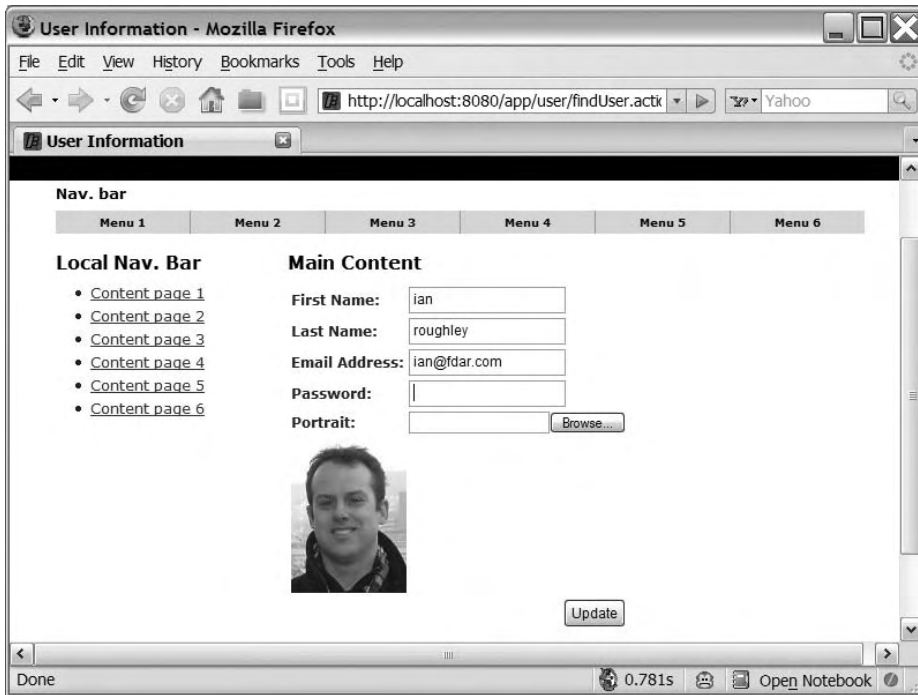 User Information - Mozilla Firefox
File Edit View History Bookmarks Tools Help
http://localhost:8080/app/user/findUser.actic
Yahoo
User Information
Nav. bar
Menu 1 Menu 2 Menu 3 Menu 4 Menu 5 Menu 6
Local Nav. Bar
Content page 1
Content page 2
Content page 3
Content page 4
Content page 5
Content page 6
Main Content
First Name: ian
Last Name: roughley
Email Address: ian@fdar.com
Password:
Portrait: Browse...
Update
Done 0.781s Open Notebook